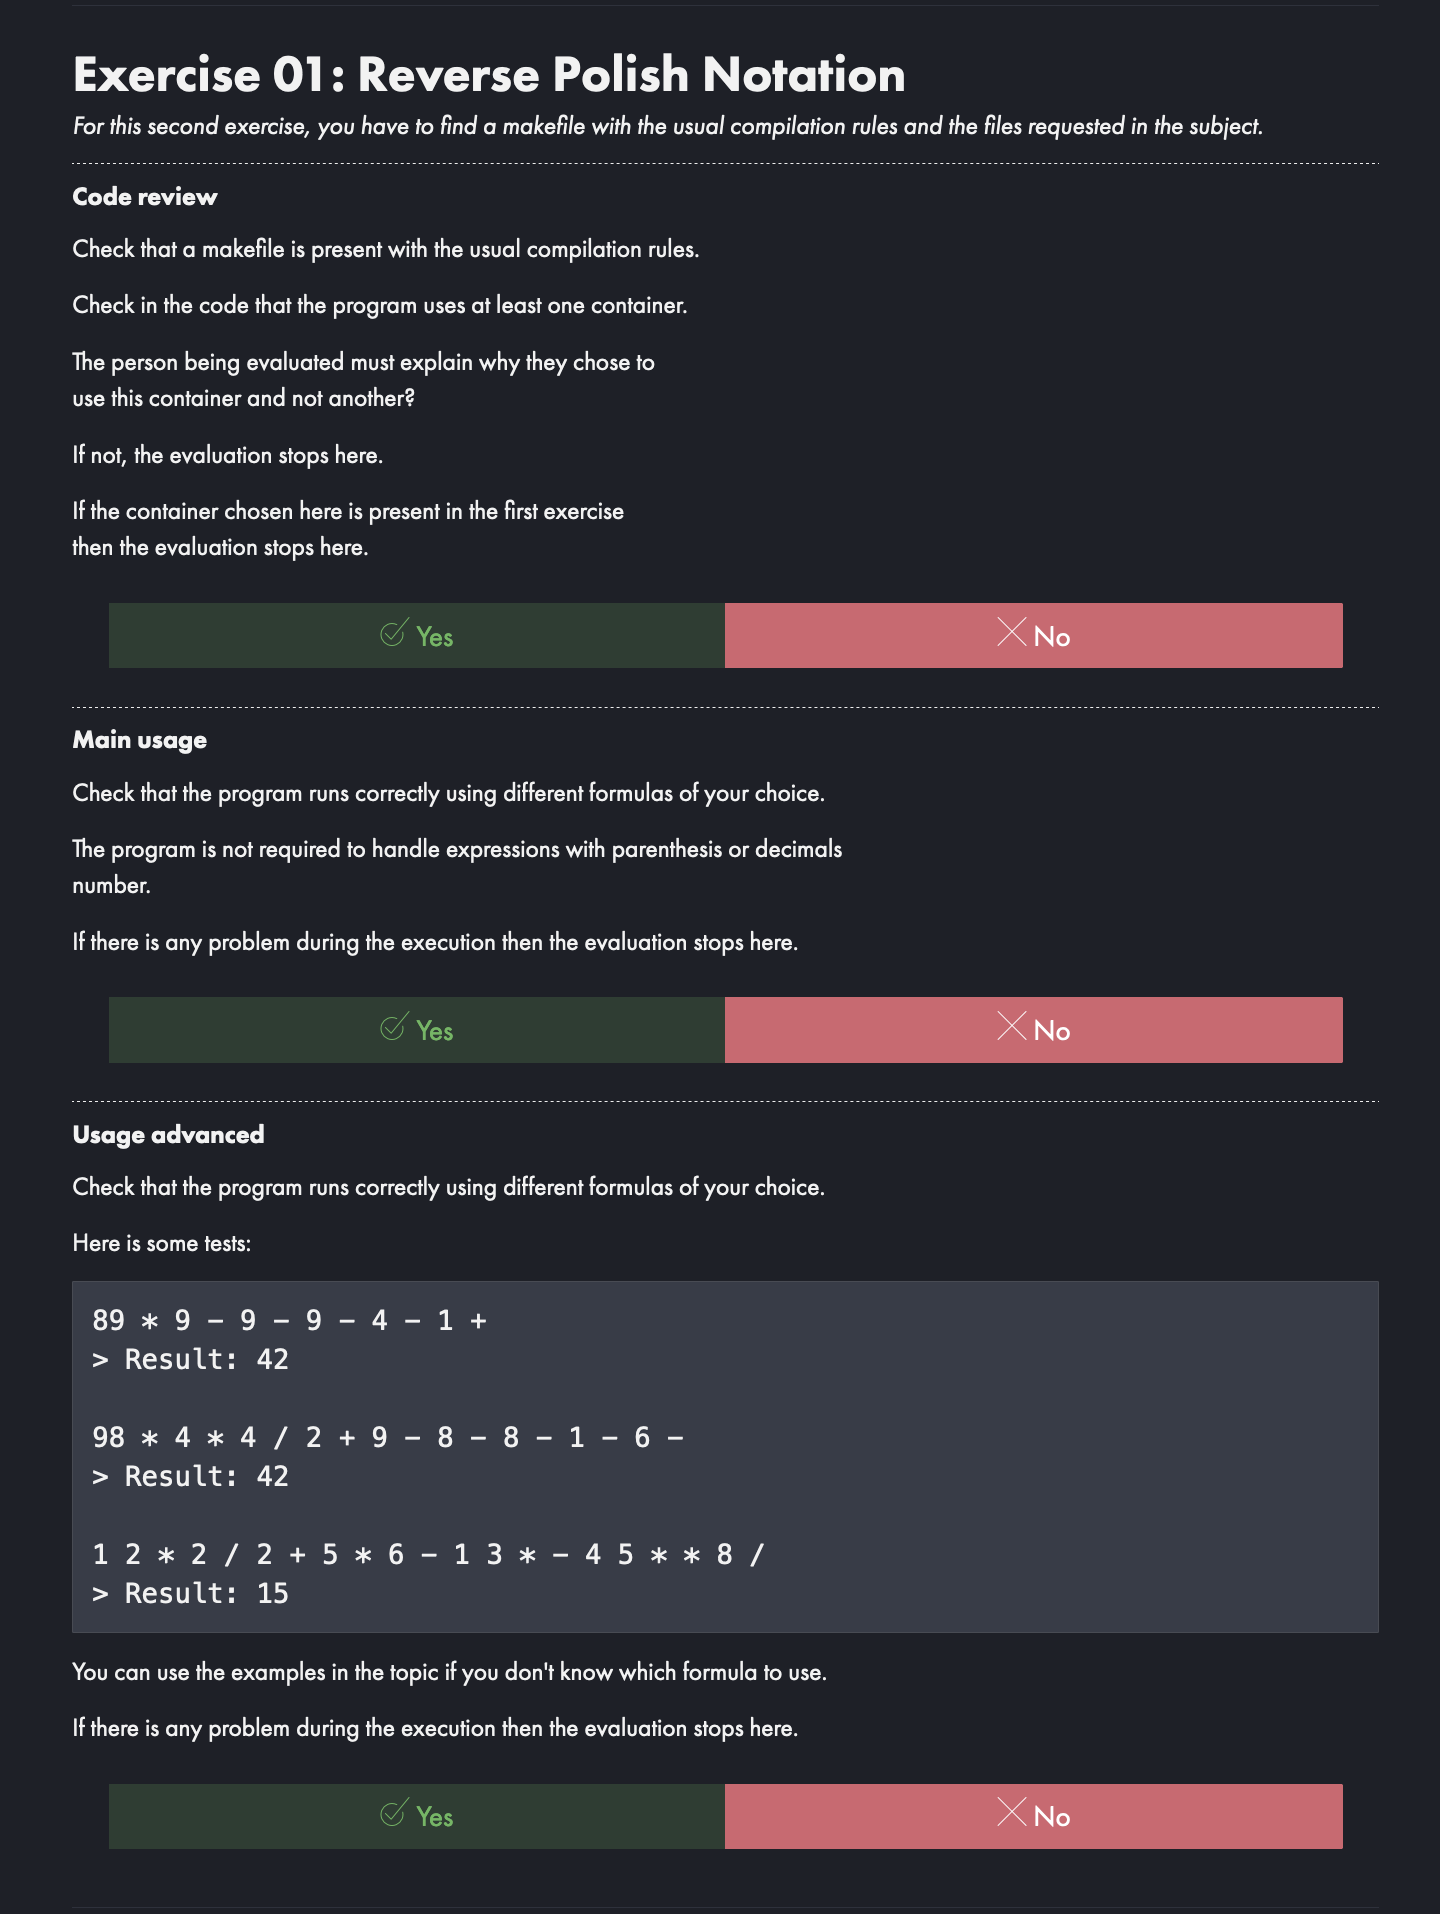 Exercise 01: Reverse Polish Notation
For this second exercise, you have to find a makefile with the usual compilation rules and the files requested in the subject.
Code review
Check that a makefile is present with the usual compilation rules.
Check in the code that the program uses at least one container.
The person being evaluated must explain why they chose to
use this container and not another?
If not, the evaluation stops here.
If the container chosen here is present in the first exercise
then the evaluation stops here.
Yes
No
Main usage
Check that the program runs correctly using different formulas of your choice.
The program is not required to handle expressions with parenthesis or decimals
number.
If there is any problem during the execution then the evaluation stops here.
Yes
No
Usage advanced
Check that the program runs correctly using different formulas of your choice.
Here is some tests:
89 * 9 - 9 - 9 - 4 - 1 +
> Result: 42
98 * 4 * 4 / 2 + 9 - 8 - 8 - 1 - 6 -
> Result: 42
1 2 * 2 / 2 + 5 * 6 - 1 3 * - 4 5 * * 8 /
> Result: 15
You can use the examples in the topic if you don't know which formula to use.
If there is any problem during the execution then the evaluation stops here.
Yes
No